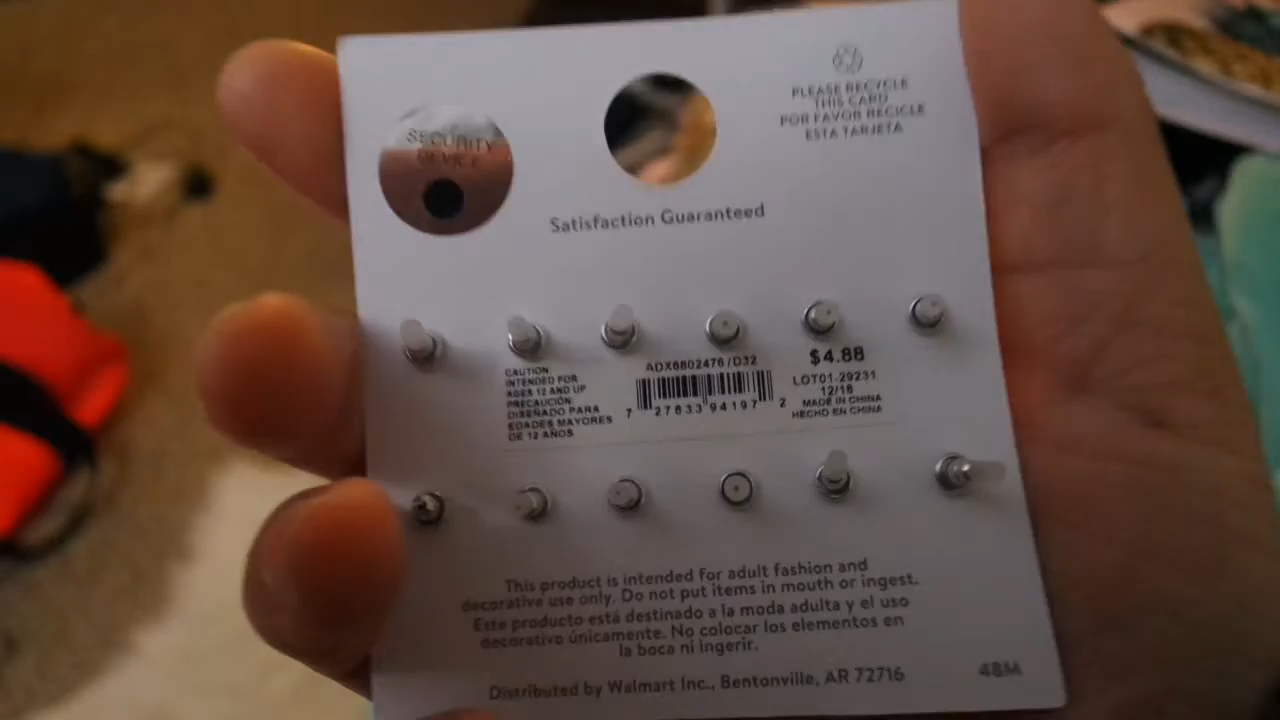 SECURITY
DEVICE
PLEASE RECYCLE
THIS CARD
POR FAVOR RECICLE
ESTA TARJETA
Satisfaction Guaranteed
CAUTION
INTENDED FOR
AGES 12 AND UP
PRECAUCIÓN:
DISEÑADO PARA
EDADES MAYORES
DE 12 AÑOS
ADX6802476/D32
7 27633 94197 2
$4.88
LOT01-29231
12/18
MADE IN CHINA
HECHO EN CHINA
This product is intended for adult fashion and
decorative use only. Do not put items in mouth or ingest.
Este producto está destinado a la moda adulta y el uso
decorativo únicamente. No colocar los elementos en
la boca ni ingerir.
Distributed by Walmart Inc., Bentonville, AR 72716
48M